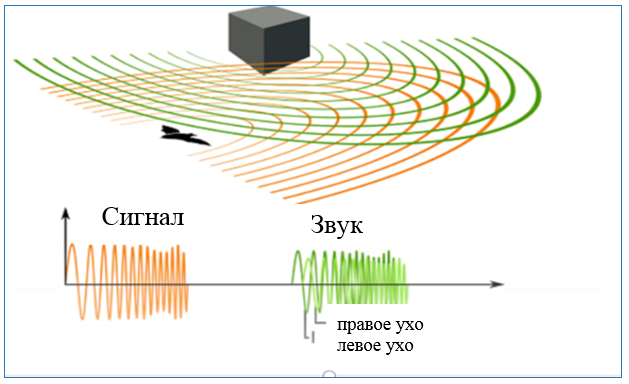 Сигнал
Звук
правое ухо
левое ухо